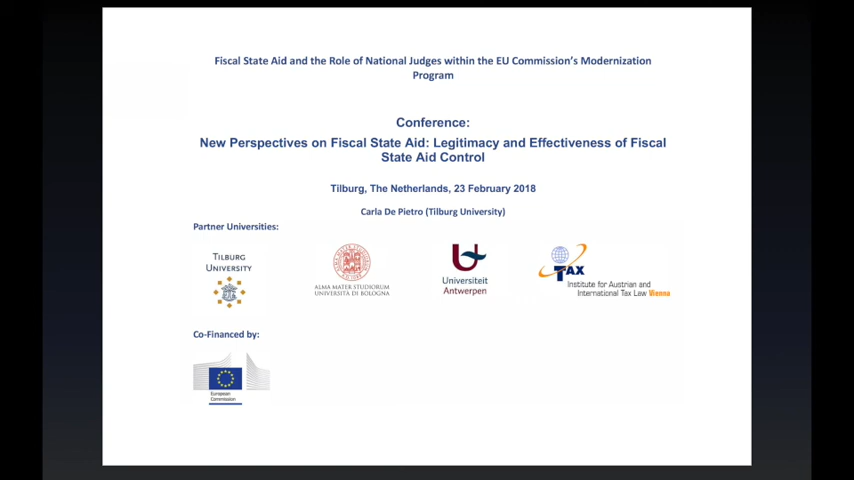 Fiscal State Aid and the Role of National Judges within the EU Commission's Modernization
Program
Conference:
New Perspectives on Fiscal State Aid: Legitimacy and Effectiveness of Fiscal
State Aid Control
Tilburg, The Netherlands, 23 February 2018
Carla De Pietro (Tilburg University)
Partner Universities:
TILBURG
UNIVERSITY
ALMA MATER STUDIORUM
UNIVERSITÀ DI BOLOGNA
Universiteit
Antwerpen
TAX
Institute for Austrian and
International Tax Law Vienna
Co-Financed by:
European
Commission